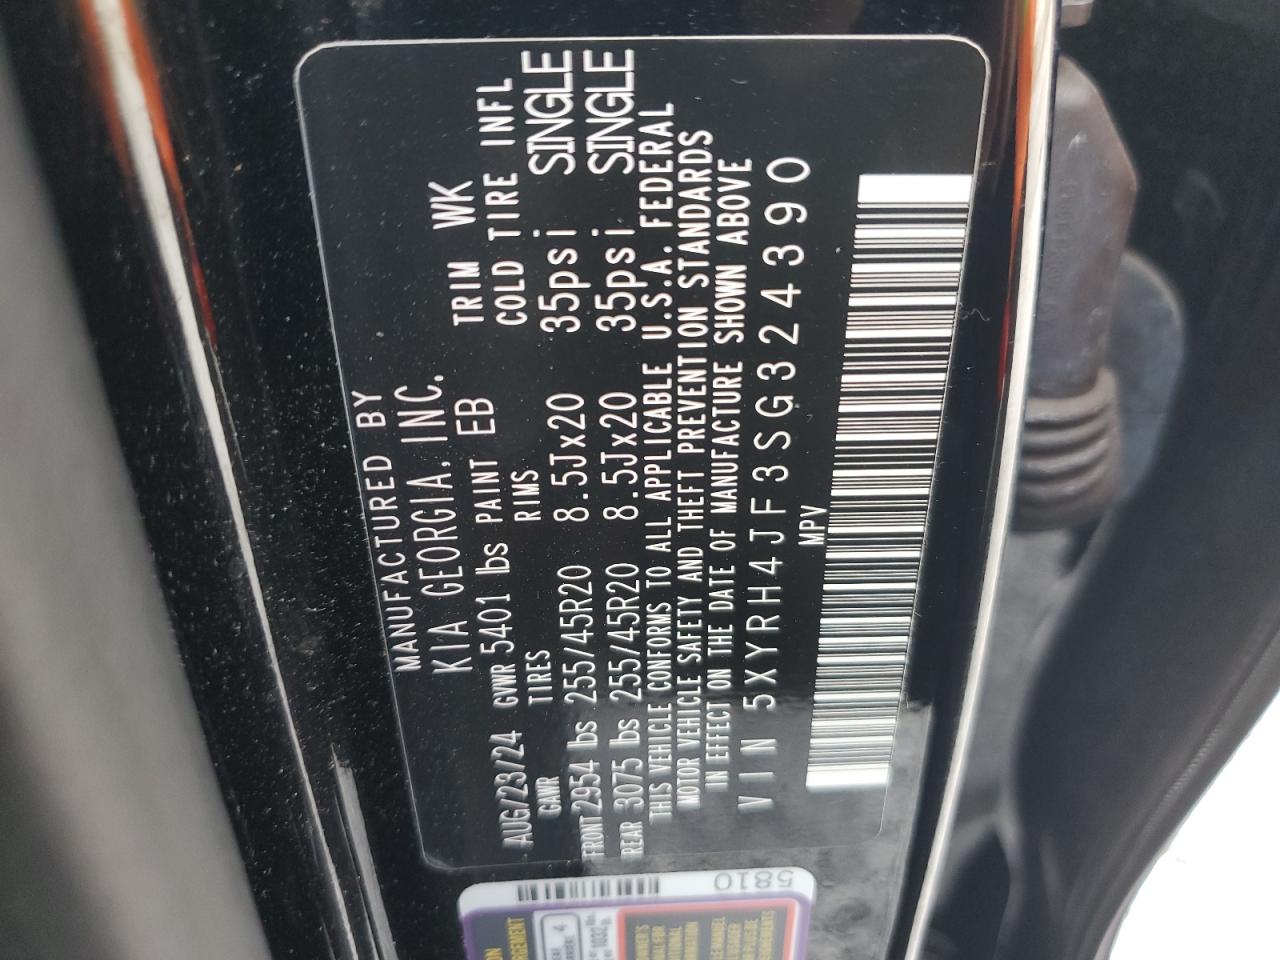 MANUFACTURED BY
KIA GEORGIA, INC.
AUG/23/24 GVWR 5401 lbs PAINT EB TRIM WK
GAWR TIRES RIMS COLD TIRE INFL
FRONT 2954 lbs 255/45R20 8.5Jx20 35psi SINGLE
REAR 3075 lbs 255/45R20 8.5Jx20 35psi SINGLE
THIS VEHICLE CONFORMS TO ALL APPLICABLE U.S.A. FEDERAL
MOTOR VEHICLE SAFETY AND THEFT PREVENTION STANDARDS
IN EFFECT ON THE DATE OF MANUFACTURE SHOWN ABOVE
VIN 5XYRH4JF3SG324390
MPV
5810